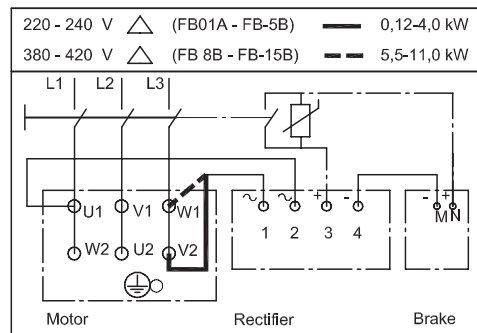 220 - 240 V △ (FB01A - FB-5B) 0,12-4,0 kW
380 - 420 V △ (FB 8B - FB-15B) 5,5-11,0 kW
L1 L2 L3
U1 V1 W1 ~ ~ + - - +
M N
W2 U2 V2 1 2 3 4
Motor Rectifier Brake